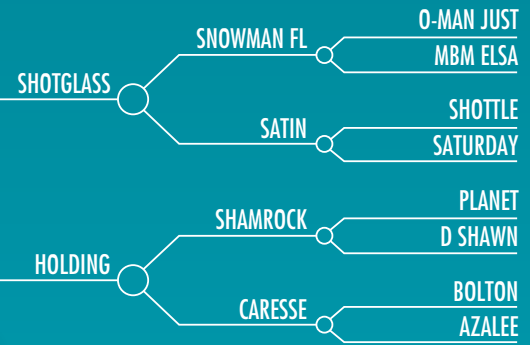 O-MAN JUST
SNOWMAN FL
MBM ELSA
SHOTGLASS
SHOTTLE
SATIN
SATURDAY
PLANET
SHAMROCK
D SHAWN
HOLDING
BOLTON
CARESSE
AZALEE